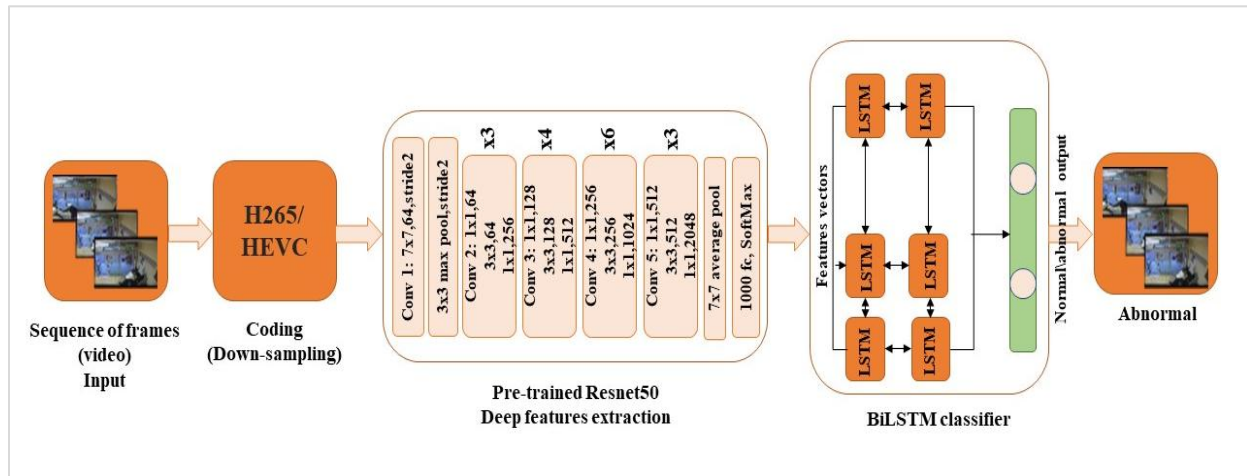 Sequence of frames
(video)
Input
H265/
HEVC
Coding
(Down-sampling)
Conv 1: 7x7,64,stride2
3x3 max pool,stride2
x3
Conv 2: 1x1,64
3x3,64
1x1,256
x4
Conv 3: 1x1,128
3x3,128
1x1,512
x6
Conv 4: 1x1,256
3x3,256
1x1,1024
x3
Conv 5: 1x1,512
3x3,512
1x1,2048
7x7 average pool
1000 fc, SoftMax
Pre-trained Resnet50
Deep features extraction
Features vectors
LSTM
LSTM
LSTM
LSTM
LSTM
LSTM
Normal\abnormal output
BiLSTM classifier
Abnormal